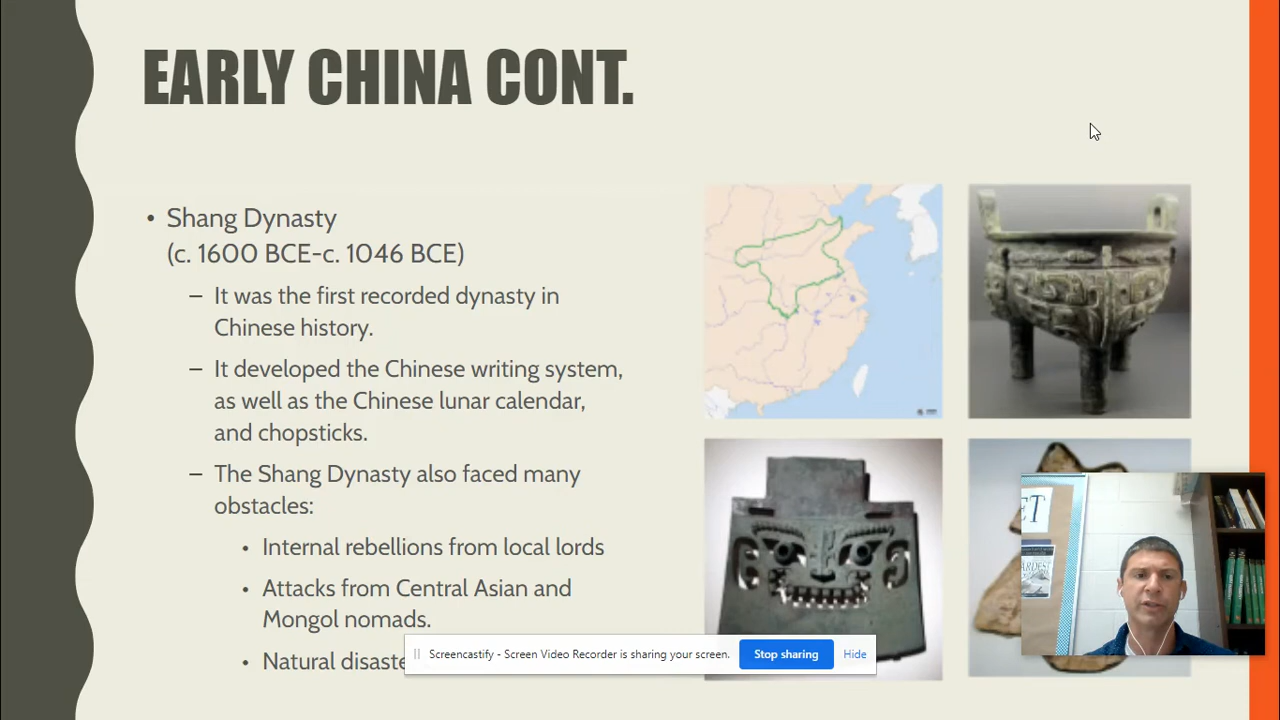 EARLY CHINA CONT.
• Shang Dynasty
(c. 1600 BCE-c. 1046 BCE)
– It was the first recorded dynasty in
Chinese history.
– It developed the Chinese writing system,
as well as the Chinese lunar calendar,
and chopsticks.
– The Shang Dynasty also faced many
obstacles:
• Internal rebellions from local lords
• Attacks from Central Asian and
Mongol nomads.
• Natural
Screencastify - Screen Video Recorder is sharing your screen.
Stop sharing
Hide
ET